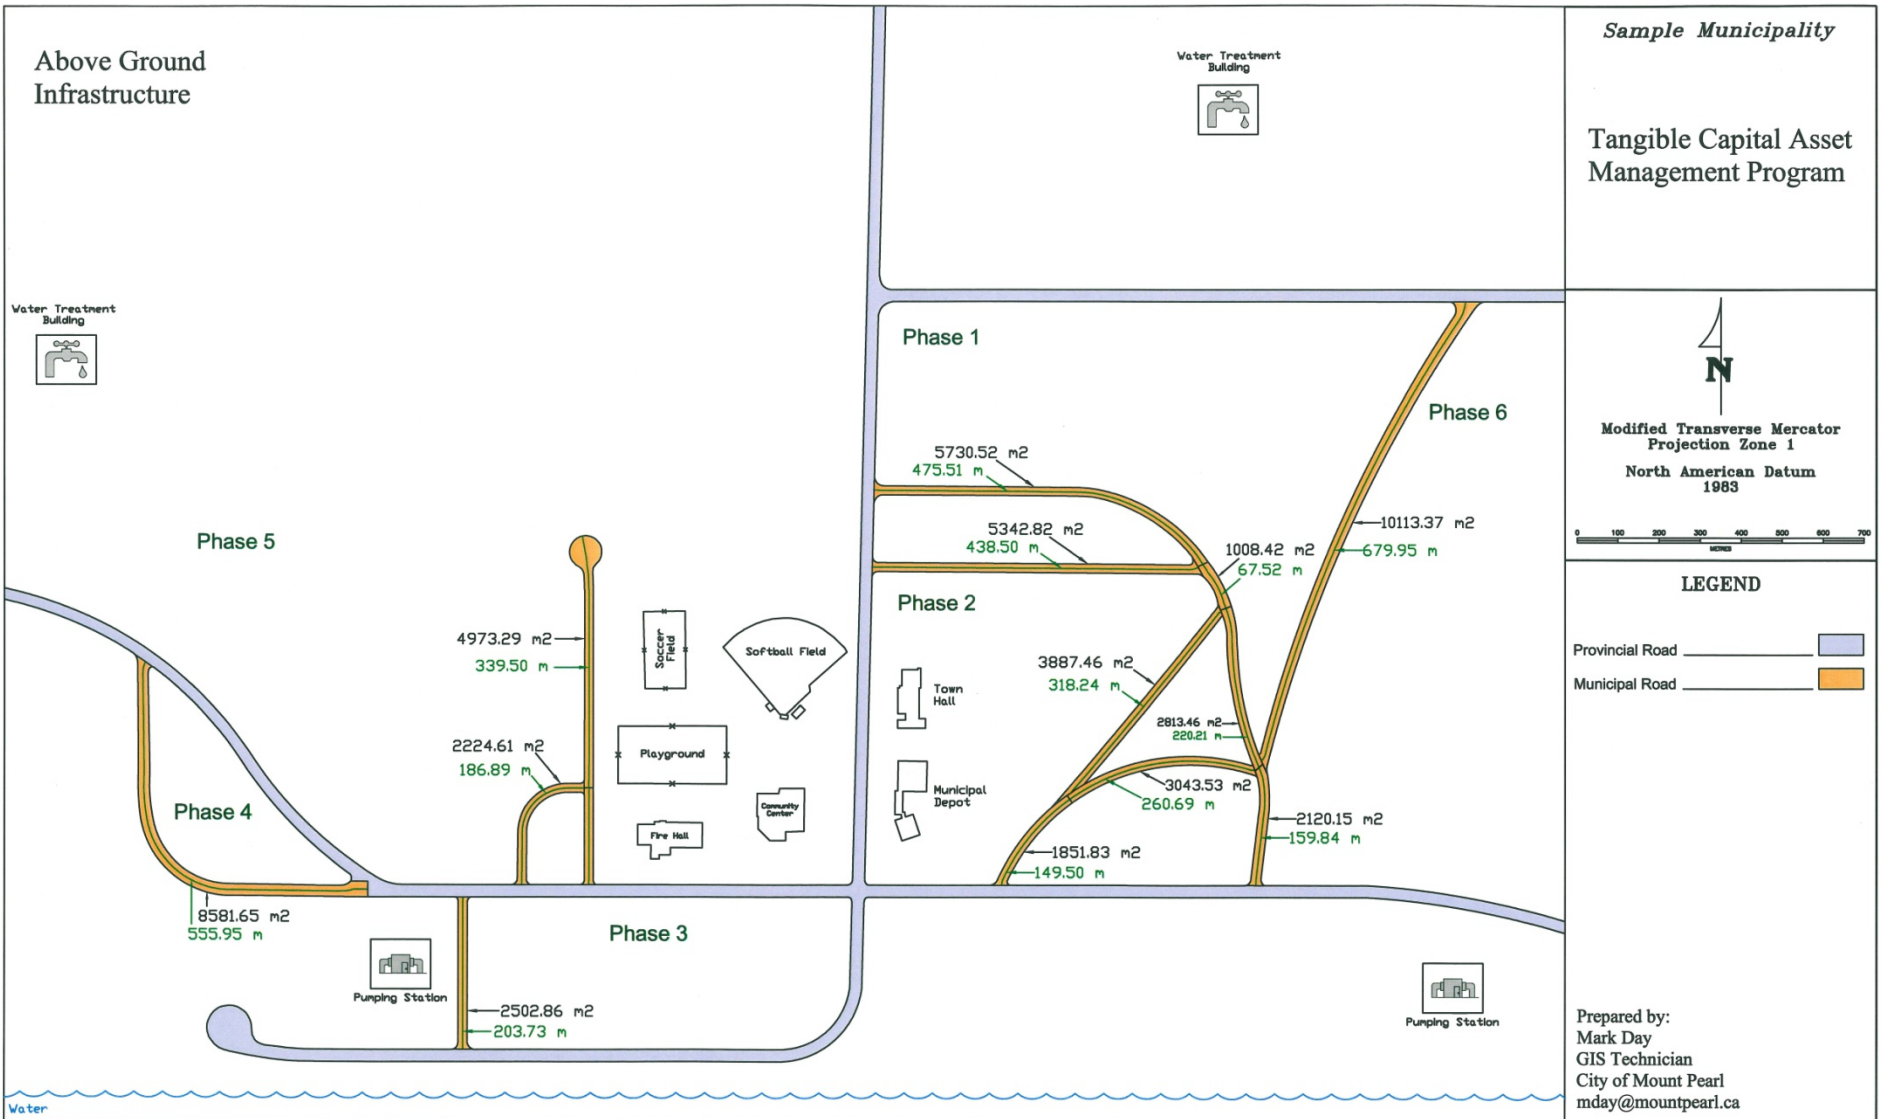 Above Ground
Infrastructure
Water Treatment
Building
Water Treatment
Building
Phase 1
Phase 6
5730.52 m2
475.51 m
5342.82 m2
438.50 m
1008.42 m2
67.52 m
10113.37 m2
679.95 m
Phase 5
Phase 2
4973.29 m2
339.50 m
Soccer
Field
Softball Field
Town
Hall
3887.46 m2
318.24 m
2813.46 m2
220.21 m
2224.61 m2
186.89 m
Playground
Municipal
Depot
3043.53 m2
260.69 m
Phase 4
Community
Center
Fire Hall
2120.15 m2
159.84 m
1851.83 m2
149.50 m
8581.65 m2
555.95 m
Phase 3
Pumping Station
2502.86 m2
203.73 m
Pumping Station
Water
Sample Municipality
Tangible Capital Asset
Management Program
N
Modified Transverse Mercator
Projection Zone 1
North American Datum
1983
0 100 200 300 400 500 600 700
METRES
LEGEND
Provincial Road
Municipal Road
Prepared by:
Mark Day
GIS Technician
City of Mount Pearl
mday@mountpearl.ca